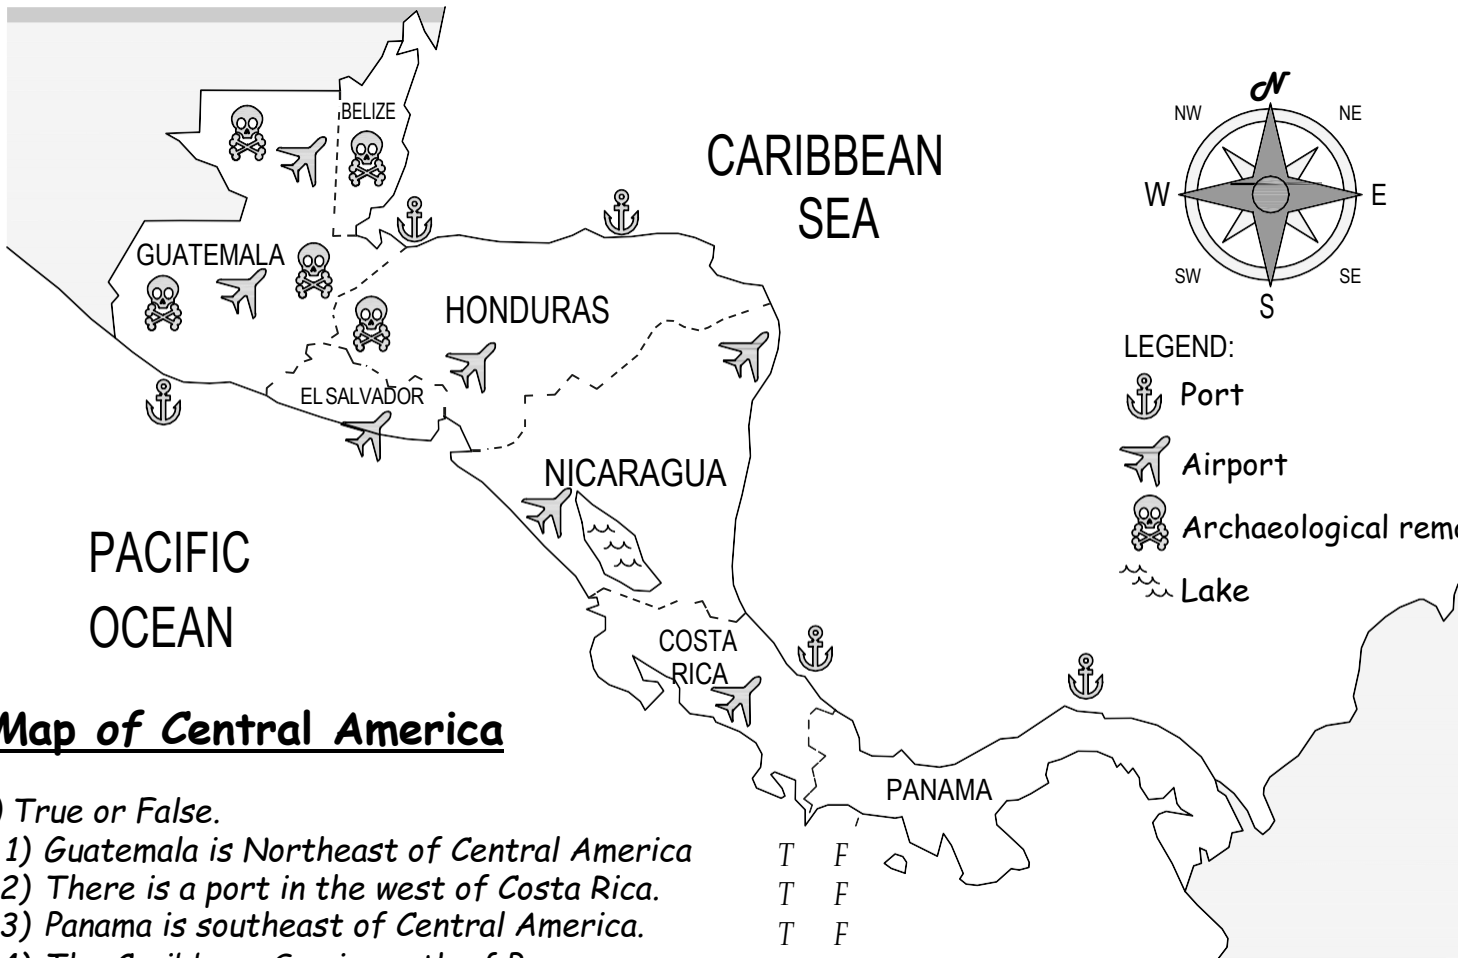 BELIZE
CARIBBEAN
SEA
N
NW
NE
W
E
SW
SE
S
GUATEMALA
HONDURAS
EL SALVADOR
NICARAGUA
LEGEND:
Port
Airport
Archaeological
Lake
PACIFIC
OCEAN
COSTA
RICA
PANAMA
Map of Central America
) True or False.
1) Guatemala is Northeast of Central America T F
2) There is a port in the west of Costa Rica. T F
3) Panama is southeast of Central America. T F